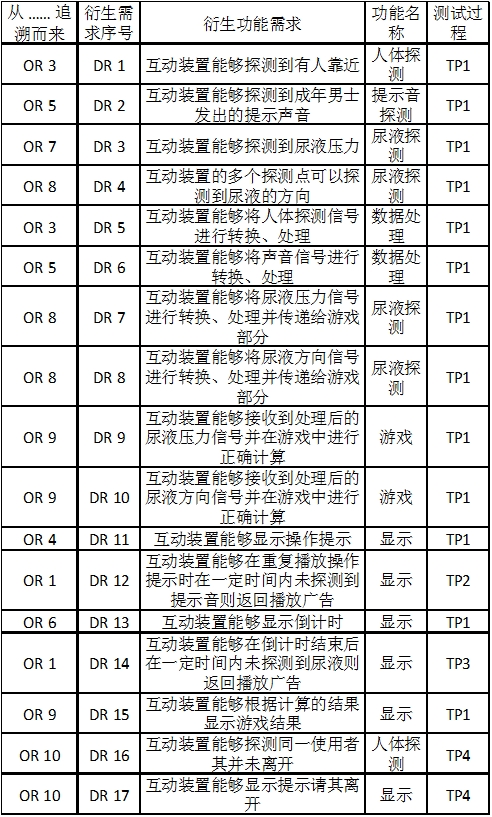 从 …… 追溯而来 衍生需求序号 衍生功能需求 功能名称 测试过程
OR 3 DR 1 互动装置能够探测到有人靠近 人体探测 TP1
OR 5 DR 2 互动装置能够探测到成年男士发出的提示声音 提示音探测 TP1
OR 7 DR 3 互动装置能够探测到尿液压力 尿液探测 TP1
OR 8 DR 4 互动装置的多个探测点可以探测到尿液的方向 尿液探测 TP1
OR 3 DR 5 互动装置能够将人体探测信号进行转换、处理 数据处理 TP1
OR 5 DR 6 互动装置能够将声音信号进行转换、处理 数据处理 TP1
OR 8 DR 7 互动装置能够将尿液压力信号进行转换、处理并传递给游戏部分 尿液探测 TP1
OR 8 DR 8 互动装置能够将尿液方向信号进行转换、处理并传递给游戏部分 尿液探测 TP1
OR 9 DR 9 互动装置能够接收到处理后的尿液压力信号并在游戏中进行正确计算 游戏 TP1
OR 9 DR 10 互动装置能够接收到处理后的尿液方向信号并在游戏中进行正确计算 游戏 TP1
OR 4 DR 11 互动装置能够显示操作提示 显示 TP1
OR 1 DR 12 互动装置能够在重复播放操作提示时在一定时间内未探测到提示音则返回播放广告 显示 TP2
OR 6 DR 13 互动装置能够显示倒计时 显示 TP1
OR 1 DR 14 互动装置能够在倒计时结束后在一定时间内未探测到尿液则返回播放广告 显示 TP3
OR 9 DR 15 互动装置能够根据计算的结果显示游戏结果 显示 TP1
OR 10 DR 16 互动装置能够探测同一使用者其并未离开 人体探测 TP4
OR 10 DR 17 互动装置能够显示提示请其离开 显示 TP4